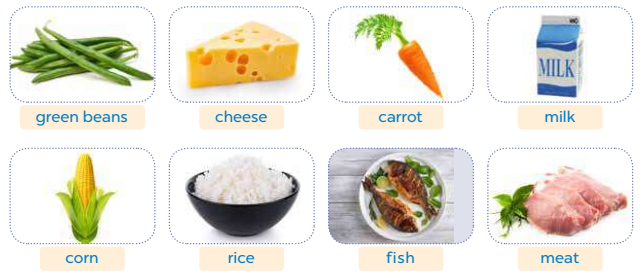 green beans
cheese
carrot
MILK
milk
corn
rice
fish
meat